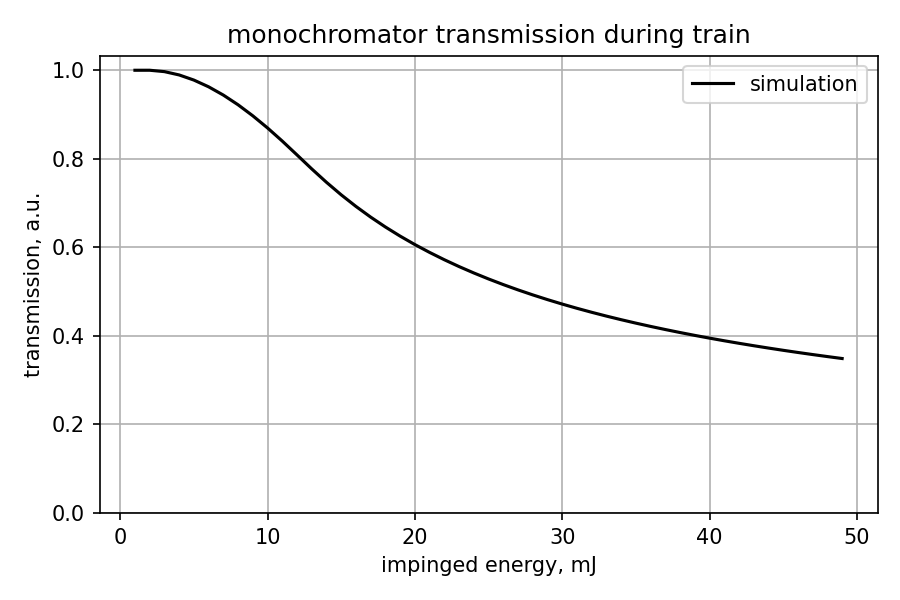 monochromator transmission during train
simulation
transmission, a.u.
1.0
0.8
0.6
0.4
0.2
0.0
0 10 20 30 40 50
impinged energy, mJ